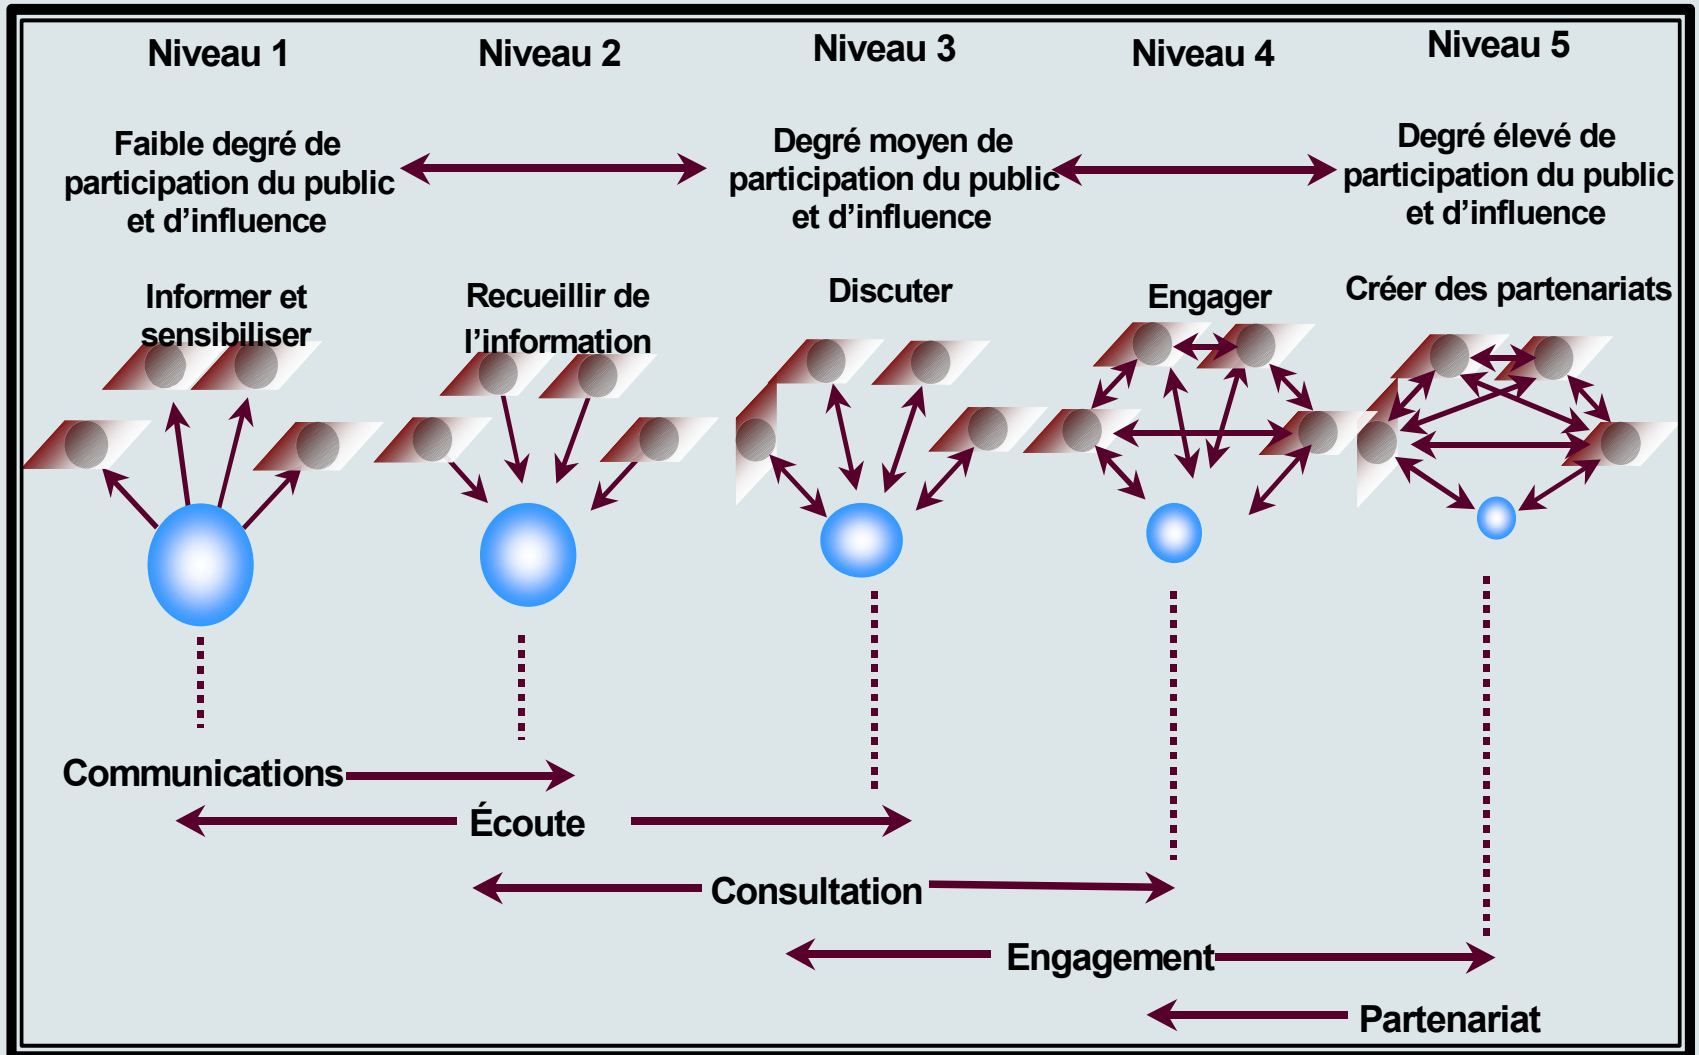 Niveau 1
Niveau 2
Niveau 3
Niveau 4
Niveau 5
Faible degré de
participation du public
et d’influence
Degré moyen de
participation du public
et d’influence
Degré élevé de
participation du public
et d’influence
Informer et
sensibiliser
Recueillir de
l’information
Discuter
Engager
Créer des partenariats
Communications
Écoute
Consultation
Engagement
Partenariat